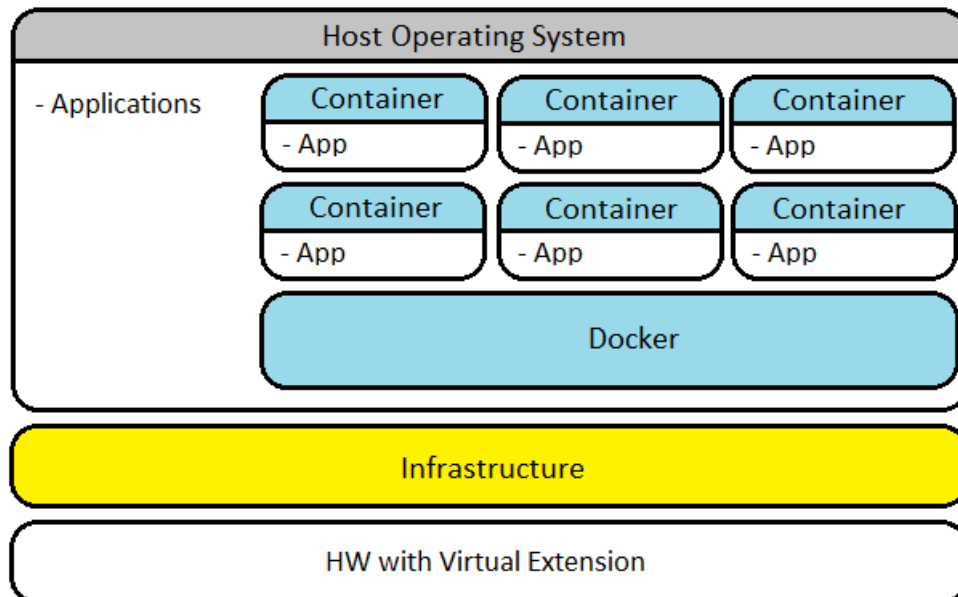 Host Operating System
- Applications
Container Container Container
- App - App - App
Container Container Container
- App - App - App
Docker
Infrastructure
HW with Virtual Extension